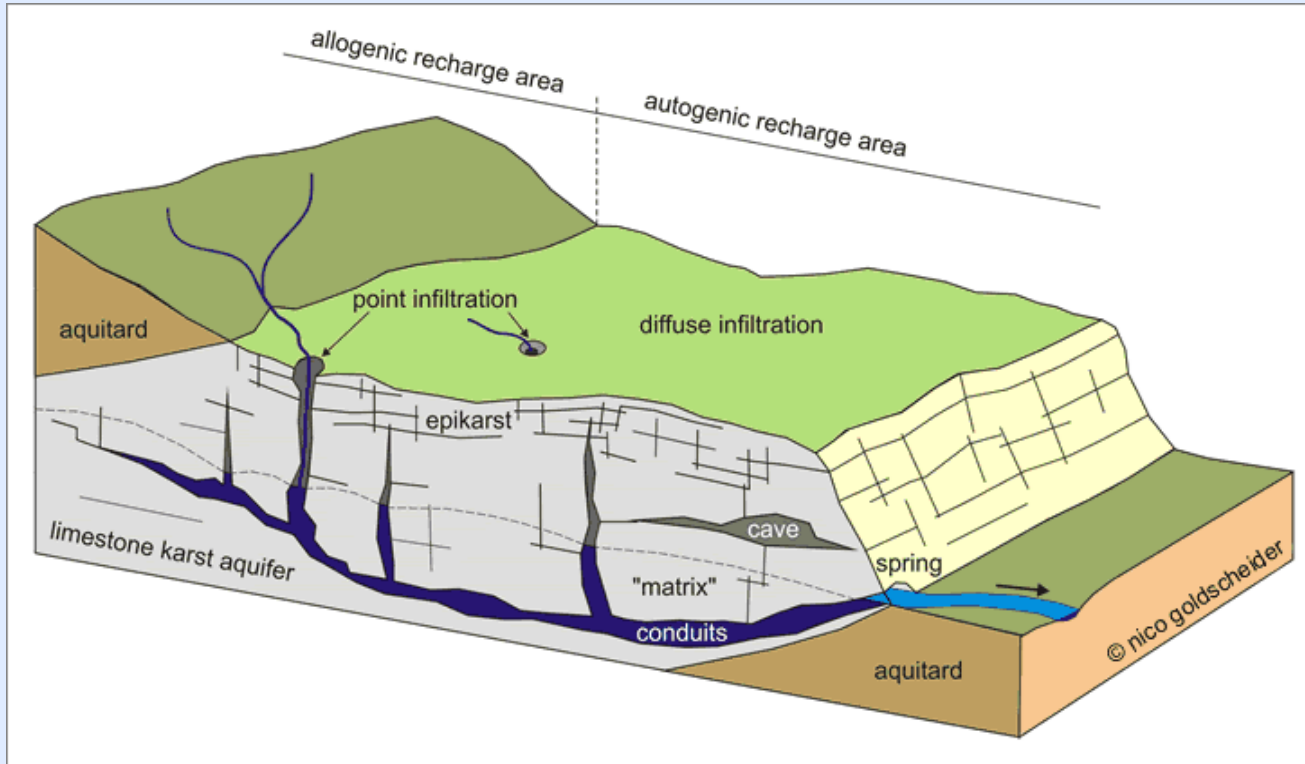 allogenic recharge area
autogenic recharge area
point infiltration
diffuse infiltration
aquitard
epikarst
cave
limestone karst aquifer
"matrix"
spring
conduits
aquitard
© nico goldscheider